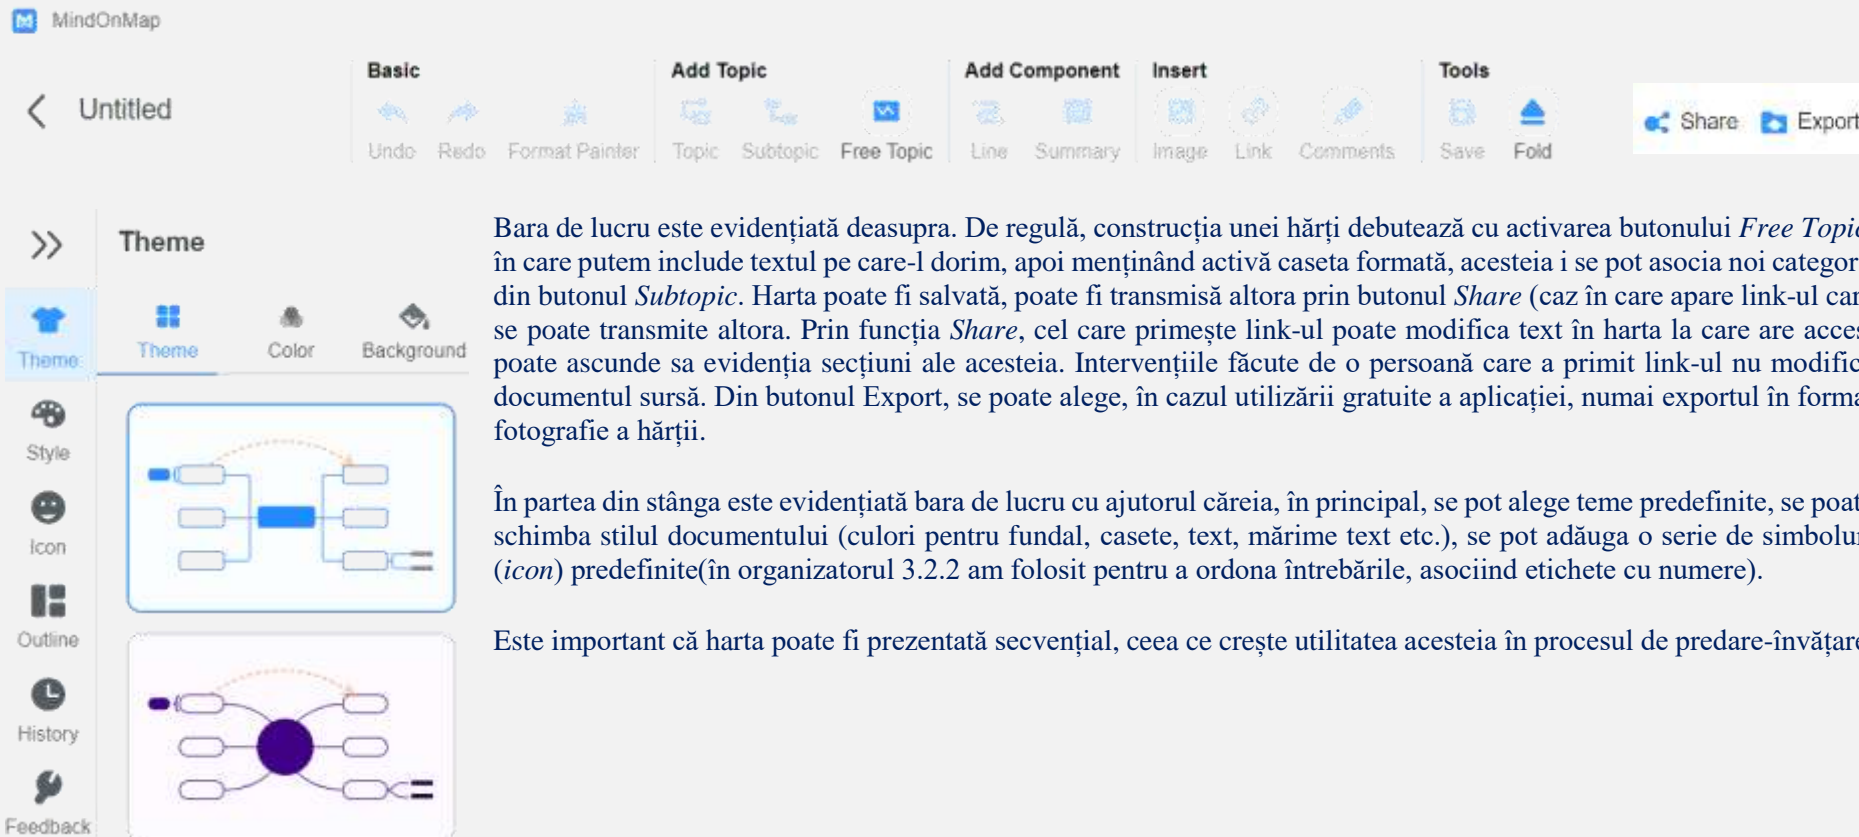 MindOnMap
Untitled
Basic
Undo Redo Format Painter
Add Topic
Topic Subtopic Free Topic
Add Component
Line Summary
Insert
Image Link Comments
Tools
Save Fold
Share Export
Theme
Style
Icon
Outline
History
Feedback
Theme
Theme Color Background
Bara de lucru este evidențiată deasupra. De regulă, construcția unei hărți debutează cu activarea butonului Free Topic
în care putem include textul pe care-l dorim, apoi menținând activă caseta formată, acesteia i se pot asocia noi categor
din butonul Subtopic. Harta poate fi salvată, poate fi transmisă altora prin butonul Share (caz în care apare link-ul car
se poate transmite altora. Prin funcția Share, cel care primește link-ul poate modifica text în harta la care are acces
poate ascunde sa evidenția secțiuni ale acesteia. Intervențiile făcute de o persoană care a primit link-ul nu modific
documentul sursă. Din butonul Export, se poate alege, în cazul utilizării gratuite a aplicației, numai exportul în forma
fotografie a hărții.
În partea din stânga este evidențiată bara de lucru cu ajutorul căreia, în principal, se pot alege teme predefinite, se poat
schimba stilul documentului (culori pentru fundal, casete, text, mărime text etc.), se pot adăuga o serie de simbolur
(icon) predefinite(în organizatorul 3.2.2 am folosit pentru a ordona întrebările, asociind etichete cu numere).
Este important că harta poate fi prezentată secvențial, ceea ce crește utilitatea acesteia în procesul de predare-învățare